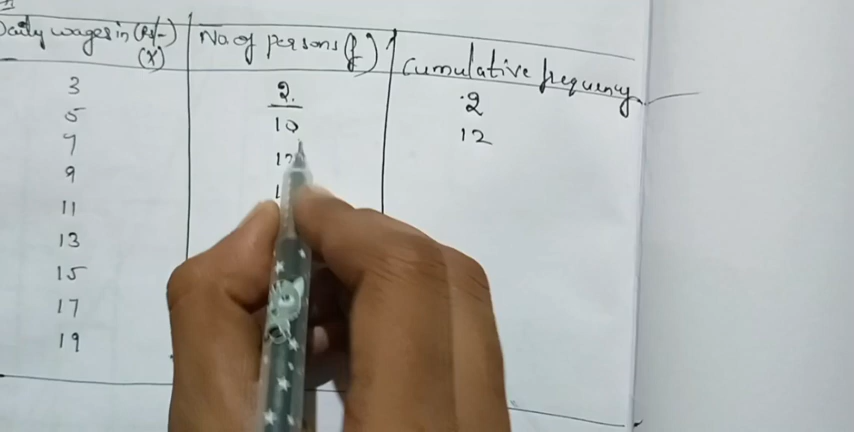 Daily wages in (Rs/-) No of persons (f) Cumulative frequency
(X)
3 2 2
5 10 12
7
9
11
13
15
17
19